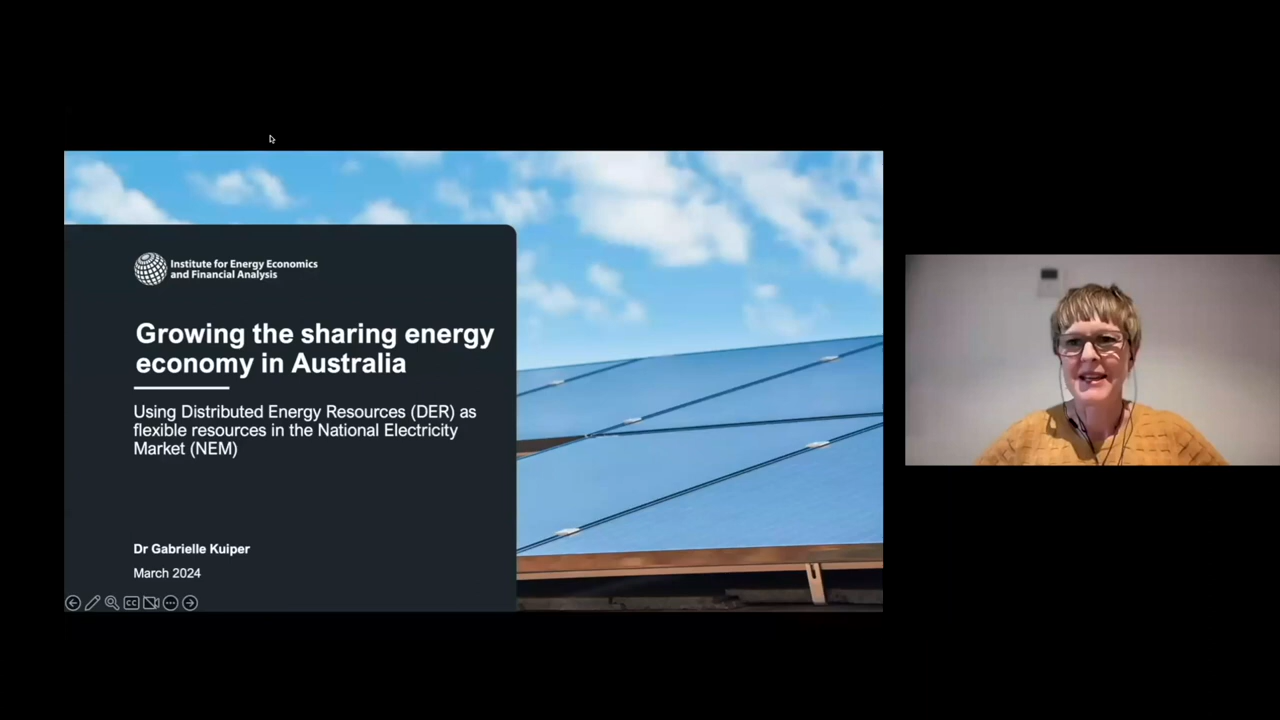 Institute for Energy Economics
and Financial Analysis
Growing the sharing energy
economy in Australia
Using Distributed Energy Resources (DER) as
flexible resources in the National Electricity
Market (NEM)
Dr Gabrielle Kuiper
March 2024
CC